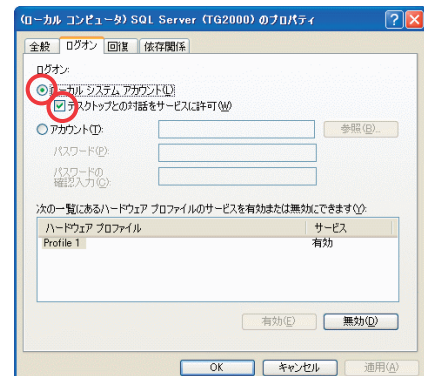 (ローカル コンピュータ) SQL Server (TG2000) のプロパティ
全般 ログオン 回復 依存関係
ログオン:
ローカル システム アカウント(L)
デスクトップとの対話をサービスに許可(W)
アカウント(T): 参照(B)...
パスワード(P):
パスワードの
確認入力(C):
次の一覧にあるハードウェア プロファイルのサービスを有効または無効にできます(Y):
ハードウェア プロファイル サービス
Profile 1 有効
有効(E) 無効(D)
OK キャンセル 適用(A)